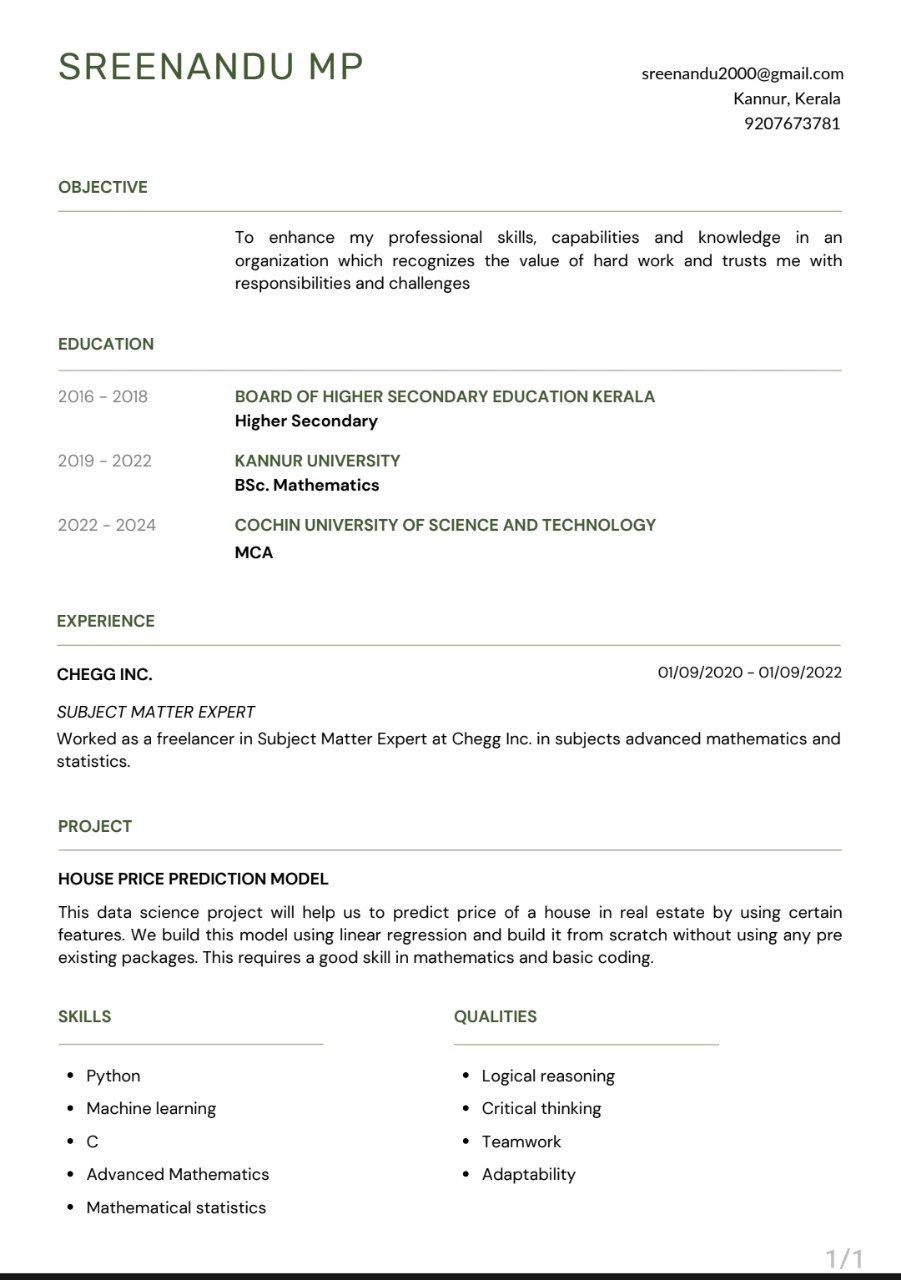 SREENANDU MP
sreenandu2000@gmail.com
Kannur, Kerala
9207673781
OBJECTIVE
To enhance my professional skills, capabilities and knowledge in an
organization which recognizes the value of hard work and trusts me with
responsibilities and challenges
EDUCATION
2016 - 2018
BOARD OF HIGHER SECONDARY EDUCATION KERALA
Higher Secondary
2019 - 2022
KANNUR UNIVERSITY
BSc. Mathematics
2022 - 2024
COCHIN UNIVERSITY OF SCIENCE AND TECHNOLOGY
MCA
EXPERIENCE
CHEGG INC.
01/09/2020 - 01/09/2022
SUBJECT MATTER EXPERT
Worked as a freelancer in Subject Matter Expert at Chegg Inc. in subjects advanced mathematics and
statistics.
PROJECT
HOUSE PRICE PREDICTION MODEL
This data science project will help us to predict price of a house in real estate by using certain
features. We build this model using linear regression and build it from scratch without using any pre
existing packages. This requires a good skill in mathematics and basic coding.
SKILLS
• Python
• Machine learning
• C
• Advanced Mathematics
• Mathematical statistics
QUALITIES
• Logical reasoning
• Critical thinking
• Teamwork
• Adaptability
1/1